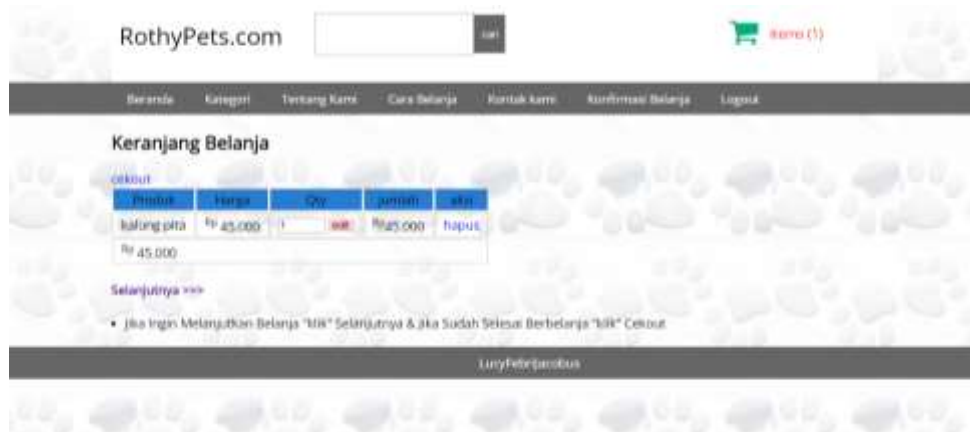 RothyPets.com cari Items (1)
Beranda Kategori Tentang Kami Cara Belanja Kontak kami Konfirmasi Belanja Logout
Keranjang Belanja
cekout
Produk Harga Qty Jumlah aksi
kalung pita Rp 45.000 1 edit Rp45.000 hapus
Rp 45.000
Selanjutnya >>>
• Jika Ingin Melanjutkan Belanja "klik" Selanjutnya & Jika Sudah Selesai Berbelanja "klik" Cekout